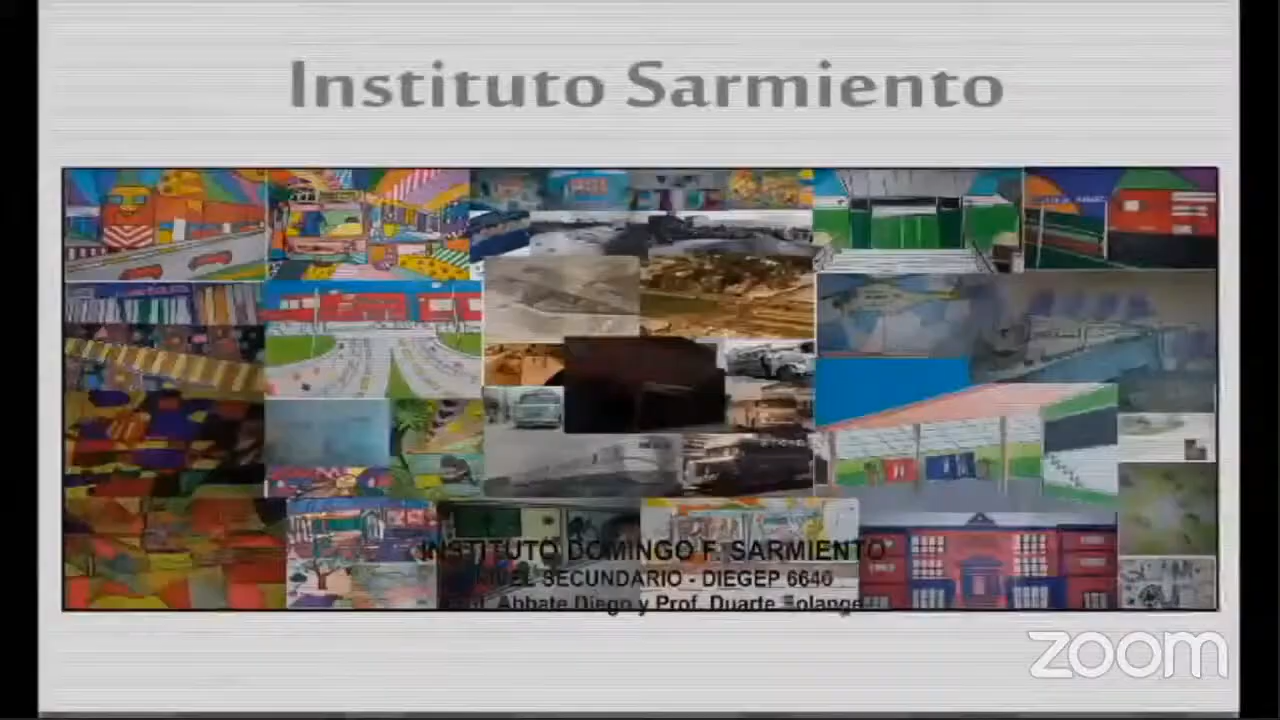 Instituto Sarmiento
INSTITUTO DOMINGO F. SARMIENTO
NIVEL SECUNDARIO - DIEGEP 6640
Prof. Abbate Diego y Prof. Duarte Solange
zoom